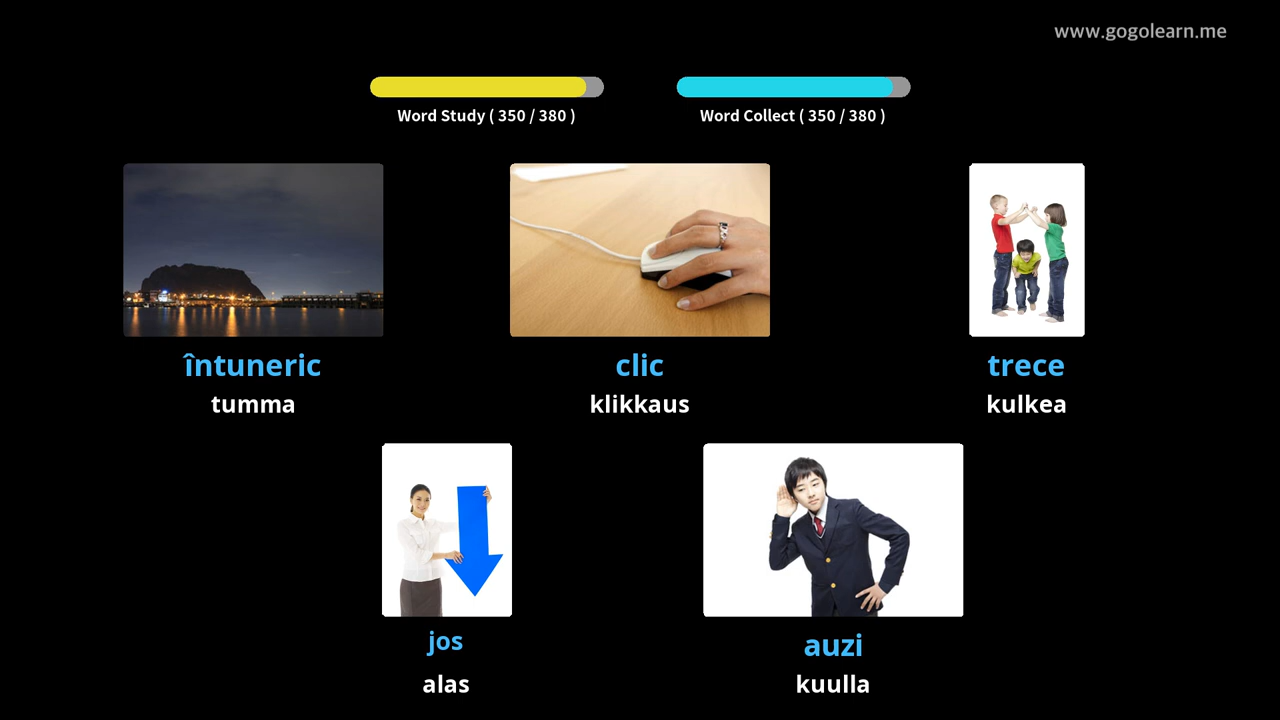 www.gogolearn.me
Word Study ( 350 / 380 )
Word Collect ( 350 / 380 )
întuneric
tumma
clic
klikkaus
trece
kulkea
jos
alas
auzi
kuulla